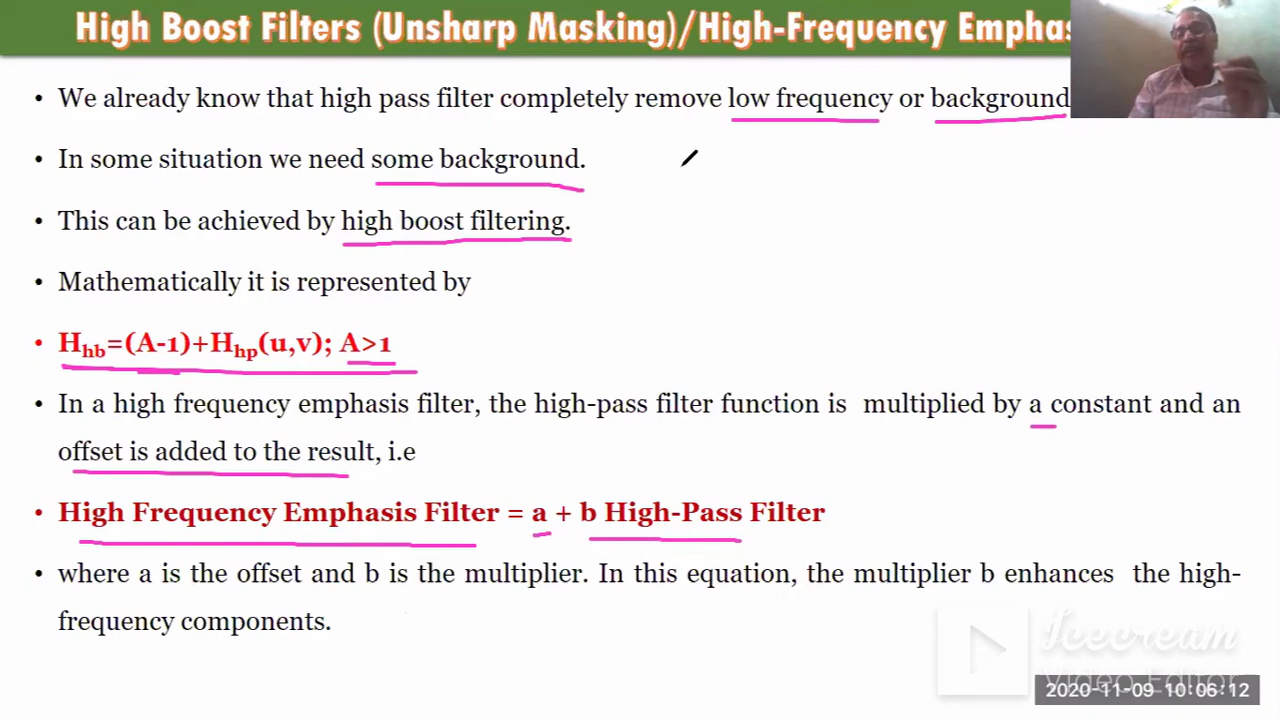 High Boost Filters (Unsharp Masking)/High-Frequency
• We already know that high pass filter completely remove low frequency or background
• In some situation we need some background.
• This can be achieved by high boost filtering.
• Mathematically it is represented by
• Hhb=(A-1)+Hhp(u,v); A>1
• In a high frequency emphasis filter, the high-pass filter function is multiplied by a constant and an
offset is added to the result, i.e
• High Frequency Emphasis Filter = a + b High-Pass Filter
• where a is the offset and b is the multiplier. In this equation, the multiplier b enhances the high-
frequency components.
Icecream
Video Editor
2020-11-09 10:06:12